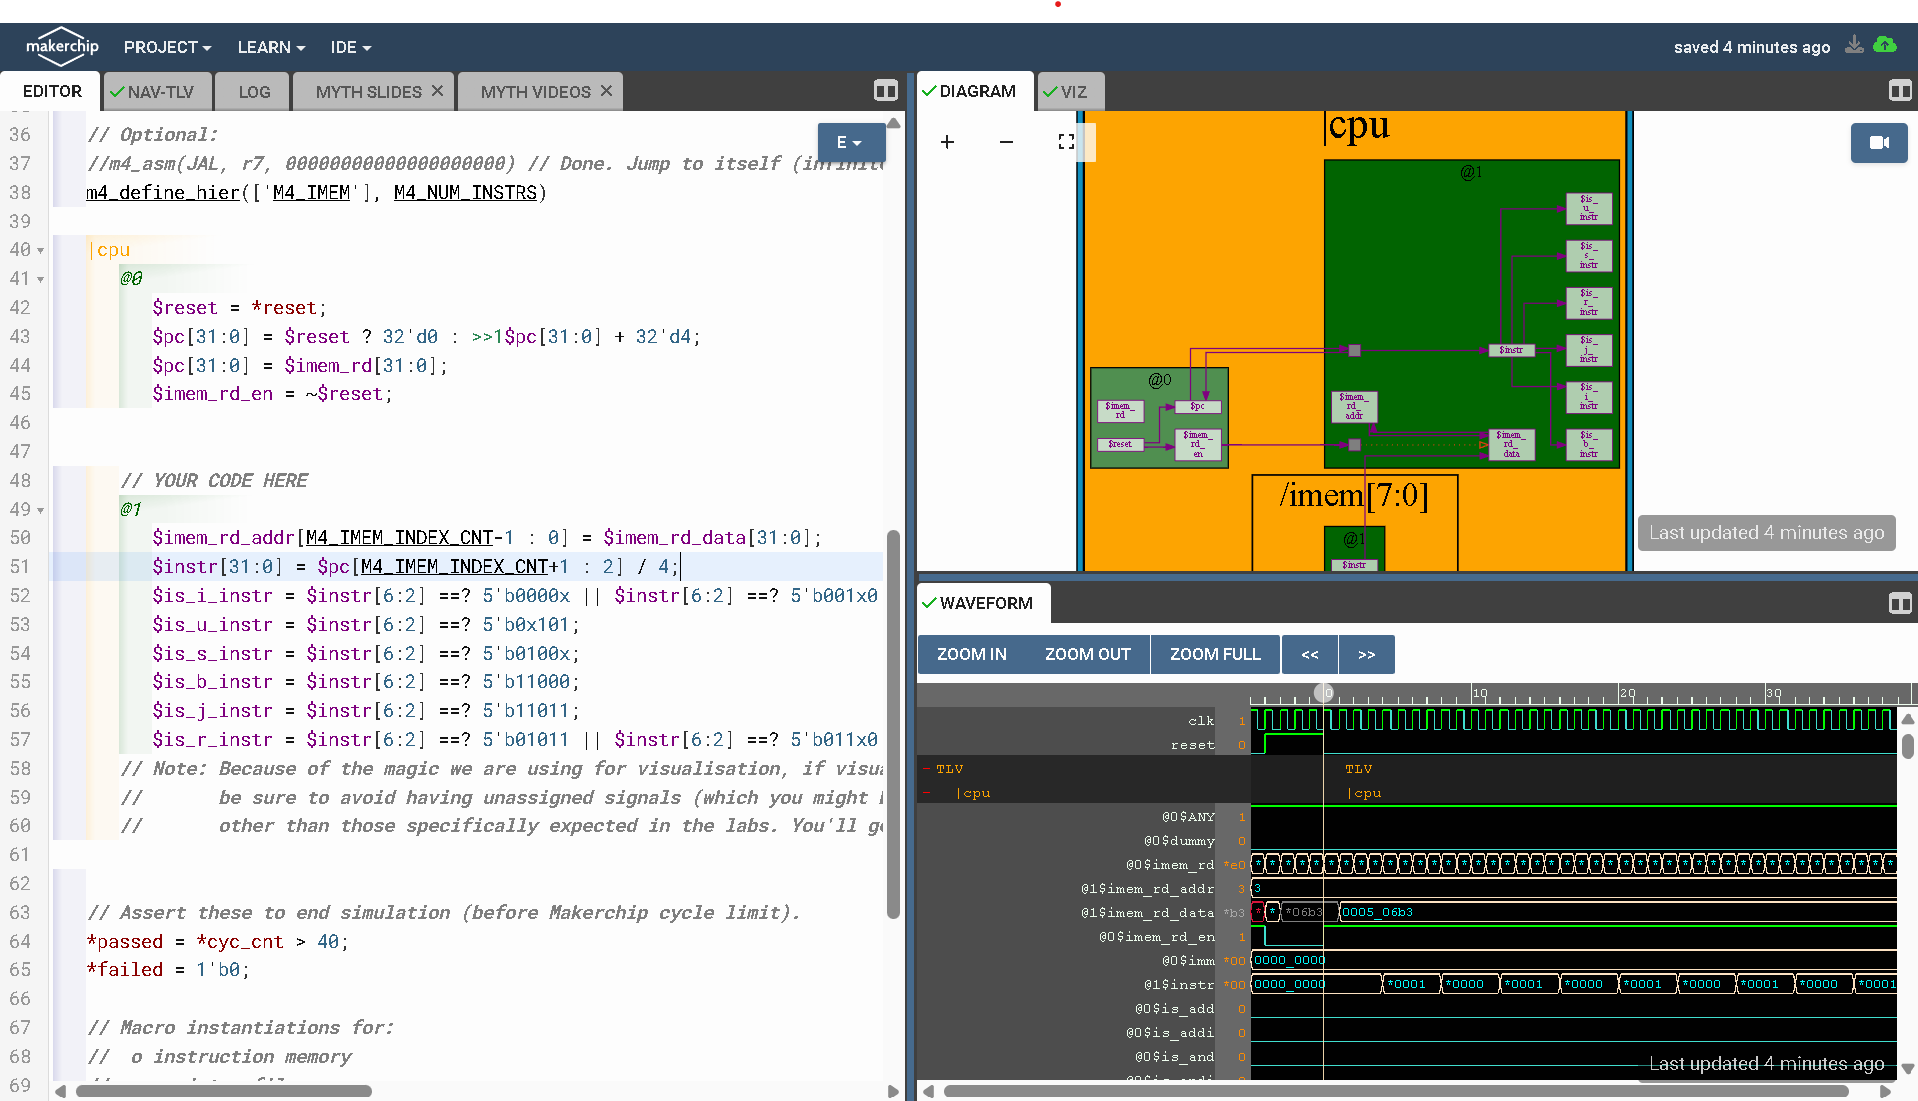 makerchip PROJECT LEARN IDE saved 4 minutes ago
EDITOR NAV-TLV LOG MYTH SLIDES × MYTH VIDEOS ×
E
36 // Optional:
37 //m4_asm(JAL, r7, 00000000000000000000) // Done. Jump to itself (infinite
38 m4_define_hier(['M4_IMEM'], M4_NUM_INSTRS)
39
40 |cpu
41 @0
42 $reset = *reset;
43 $pc[31:0] = $reset ? 32'd0 : >>1$pc[31:0] + 32'd4;
44 $pc[31:0] = $imem_rd[31:0];
45 $imem_rd_en = ~$reset;
46
47
48 // YOUR CODE HERE
49 @1
50 $imem_rd_addr[M4_IMEM_INDEX_CNT-1 : 0] = $imem_rd_data[31:0];
51 $instr[31:0] = $pc[M4_IMEM_INDEX_CNT+1 : 2] / 4;
52 $is_i_instr = $instr[6:2] ==? 5'b0000x || $instr[6:2] ==? 5'b001x0
53 $is_u_instr = $instr[6:2] ==? 5'b0x101;
54 $is_s_instr = $instr[6:2] ==? 5'b0100x;
55 $is_b_instr = $instr[6:2] ==? 5'b11000;
56 $is_j_instr = $instr[6:2] ==? 5'b11011;
57 $is_r_instr = $instr[6:2] ==? 5'b01011 || $instr[6:2] ==? 5'b011x0
58 // Note: Because of the magic we are using for visualisation, if visua
59 // be sure to avoid having unassigned signals (which you might
60 // other than those specifically expected in the labs. You'll ge
61
62
63 // Assert these to end simulation (before Makerchip cycle limit).
64 *passed = *cyc_cnt > 40;
65 *failed = 1'b0;
66
67 // Macro instantiations for:
68 // o instruction memory
69
DIAGRAM VIZ
+ −
|cpu
@1
$is_u_instr
$is_s_instr
$is_r_instr
$is_j_instr
$is_i_instr
$is_b_instr
$instr
$imem_rd_addr
$imem_rd_data
@0
$imem_rd
$pc
$reset
$imem_rd_en
/imem[7:0]
@1
$instr
Last updated 4 minutes ago
WAVEFORM
ZOOM IN ZOOM OUT ZOOM FULL << >>
0 10 20 30
clk 1
reset 0
- TLV TLV
- |cpu |cpu
@0$ANY 1
@0$dummy 0
@0$imem_rd *e0
@1$imem_rd_addr 3 3
@1$imem_rd_data *b3 * * *06b3 0005_06b3
@0$imem_rd_en 1
@0$imm *00 0000_0000
@1$instr *00 0000_0000 *0001 *0000 *0001 *0000 *0001 *0000 *0001 *0000 *0001
@0$is_add 0
@0$is_addi 0
@0$is_and 0
Last updated 4 minutes ago